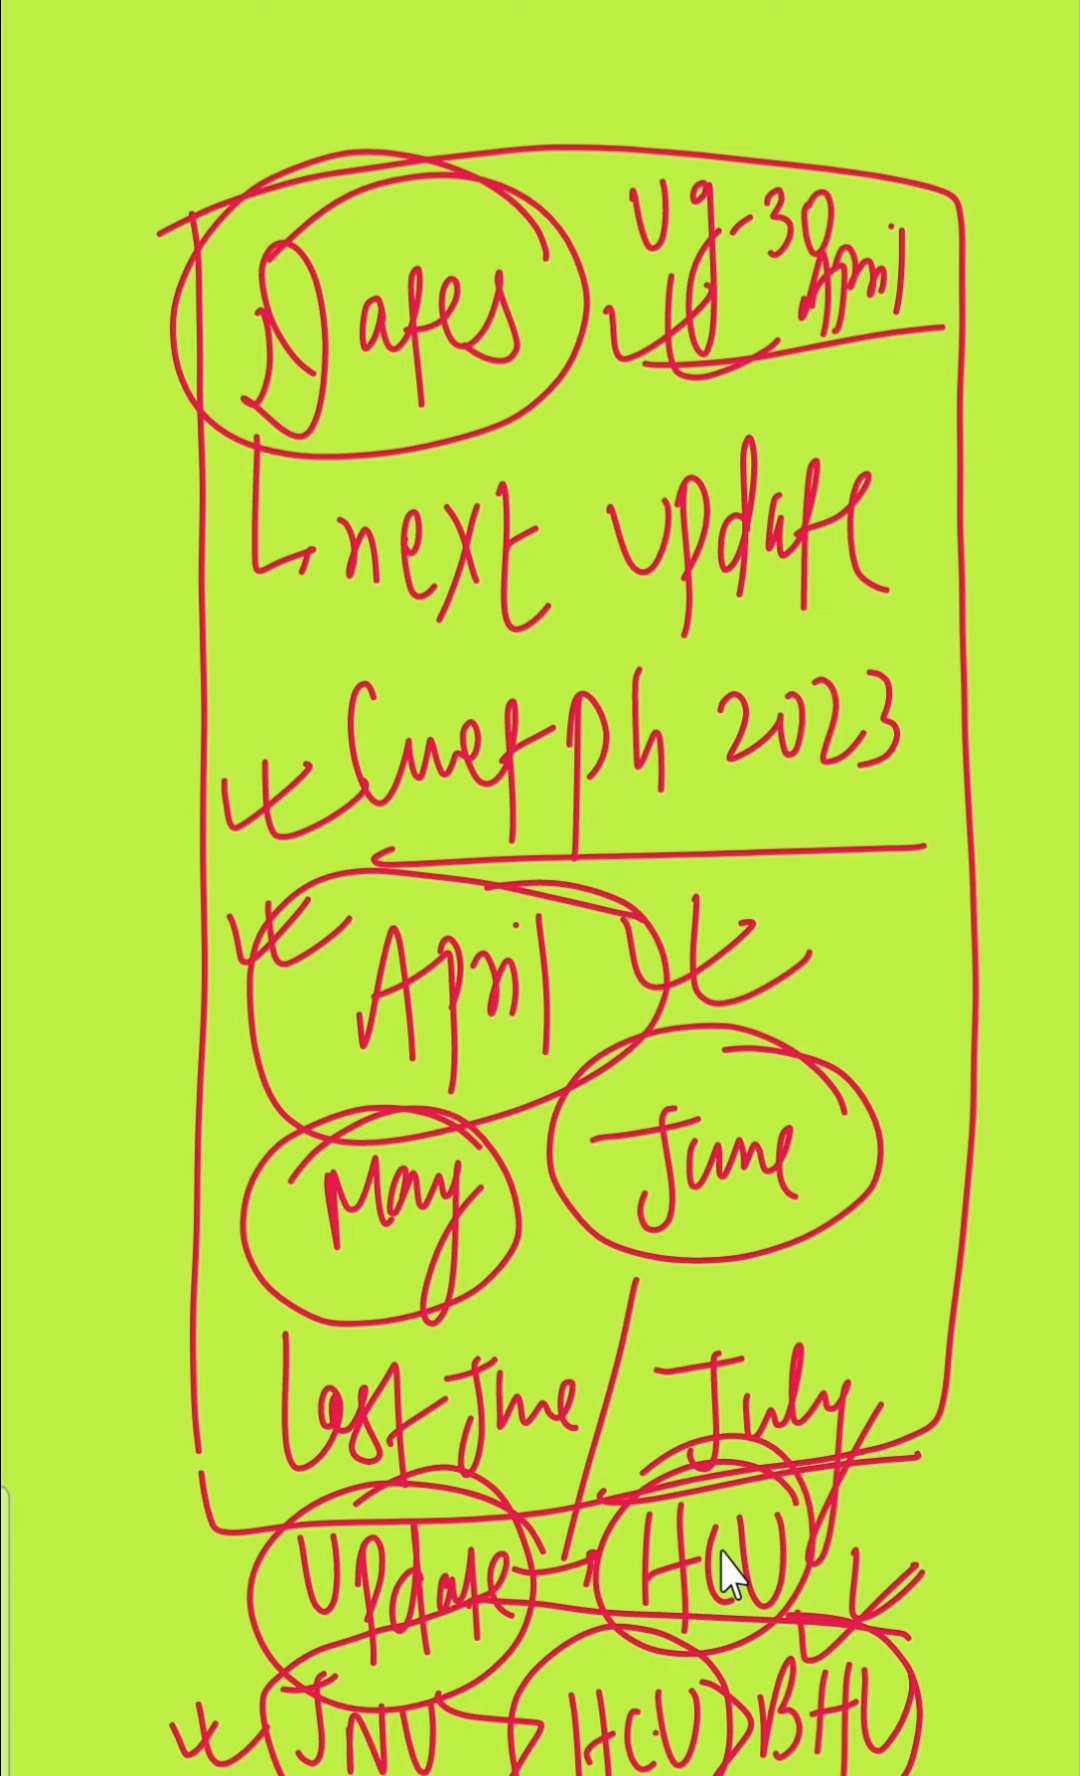 Dates Ug-30 April
next update
Cuet ph 2023
April
May June
Last June / July
Update → HCU
JNU HCU BHU